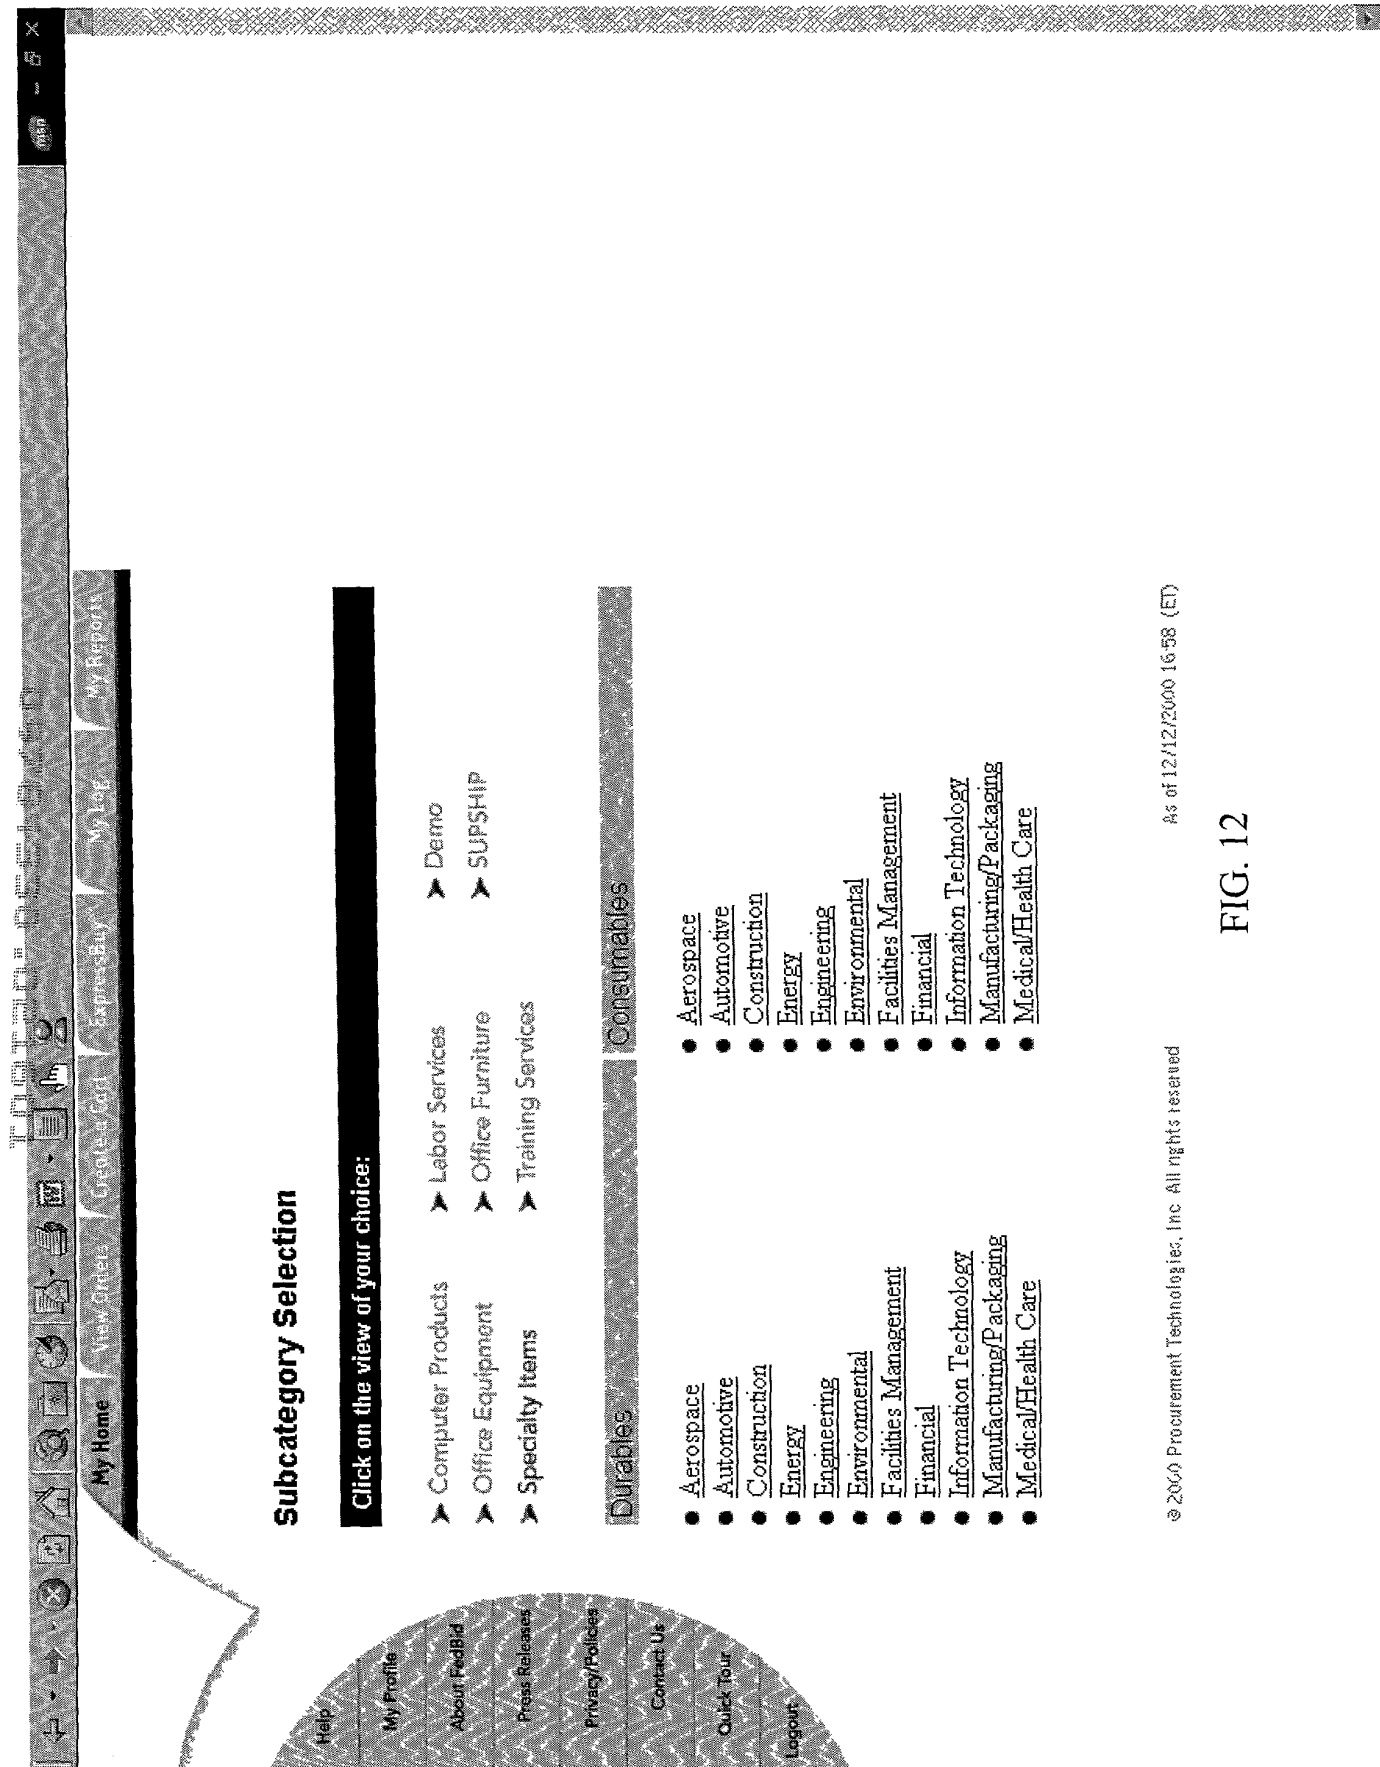 msn
My Home View Orders Create a Cart ExpressBuy My Log My Reports
Help
My Profile
About FedBid
Press Releases
Privacy/Policies
Contact Us
Quick Tour
Logout
Subcategory Selection
Click on the view of your choice:
Computer Products Labor Services Demo
Office Equipment Office Furniture SUPSHIP
Specialty Items Training Services
Durables Consumables
Aerospace Aerospace
Automotive Automotive
Construction Construction
Energy Energy
Engineering Engineering
Environmental Environmental
Facilities Management Facilities Management
Financial Financial
Information Technology Information Technology
Manufacturing/Packaging Manufacturing/Packaging
Medical/Health Care Medical/Health Care
© 2000 Procurement Technologies, Inc All rights reserved As of 12/12/2000 16:58 (ET)
FIG. 12